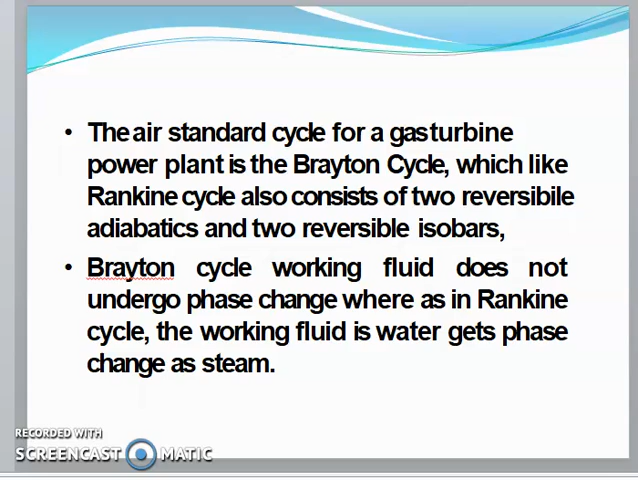 • The air standard cycle for a gas turbine
power plant is the Brayton Cycle, which like
Rankine cycle also consists of two reversibile
adiabatics and two reversible isobars,
• Brayton cycle working fluid does not
undergo phase change where as in Rankine
cycle, the working fluid is water gets phase
change as steam.
RECORDED WITH
SCREENCAST MATIC